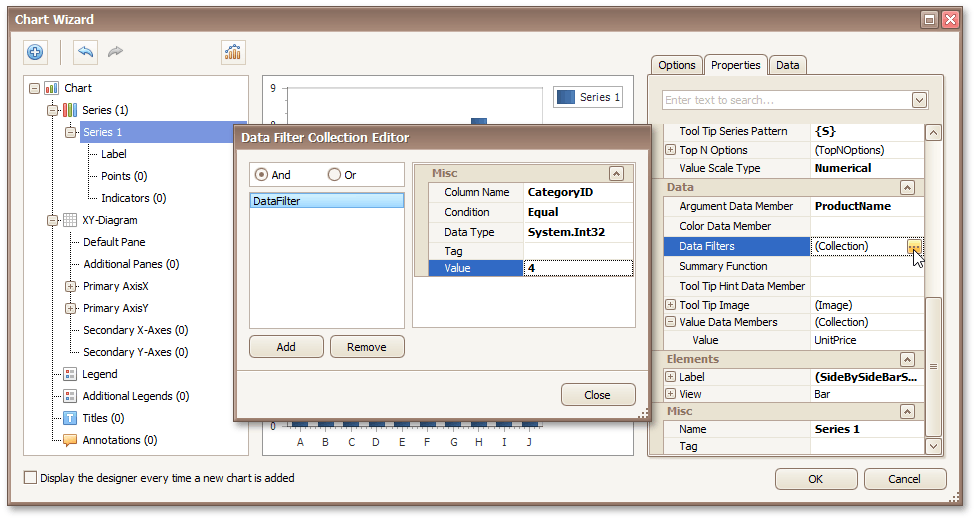 Chart Wizard
Options
Properties
Data
Chart
Series (1)
Series 1
Label
Points (0)
Indicators (0)
XY-Diagram
Default Pane
Additional Panes (0)
Primary AxisX
Primary AxisY
Secondary X-Axes (0)
Secondary Y-Axes (0)
Legend
Additional Legends (0)
Titles (0)
Annotations (0)
9
Series 1
0
A B C D E F G H I J
Data Filter Collection Editor
And Or
DataFilter
Add Remove
Misc
Column Name CategoryID
Condition Equal
Data Type System.Int32
Tag
Value 4
Close
Enter text to search...
Tool Tip Series Pattern {S}
Top N Options (TopNOptions)
Value Scale Type Numerical
Data
Argument Data Member ProductName
Color Data Member
Data Filters (Collection) ...
Summary Function
Tool Tip Hint Data Member
Tool Tip Image (Image)
Value Data Members (Collection)
Value UnitPrice
Elements
Label (SideBySideBarS...
View Bar
Misc
Name Series 1
Tag
Display the designer every time a new chart is added
OK Cancel